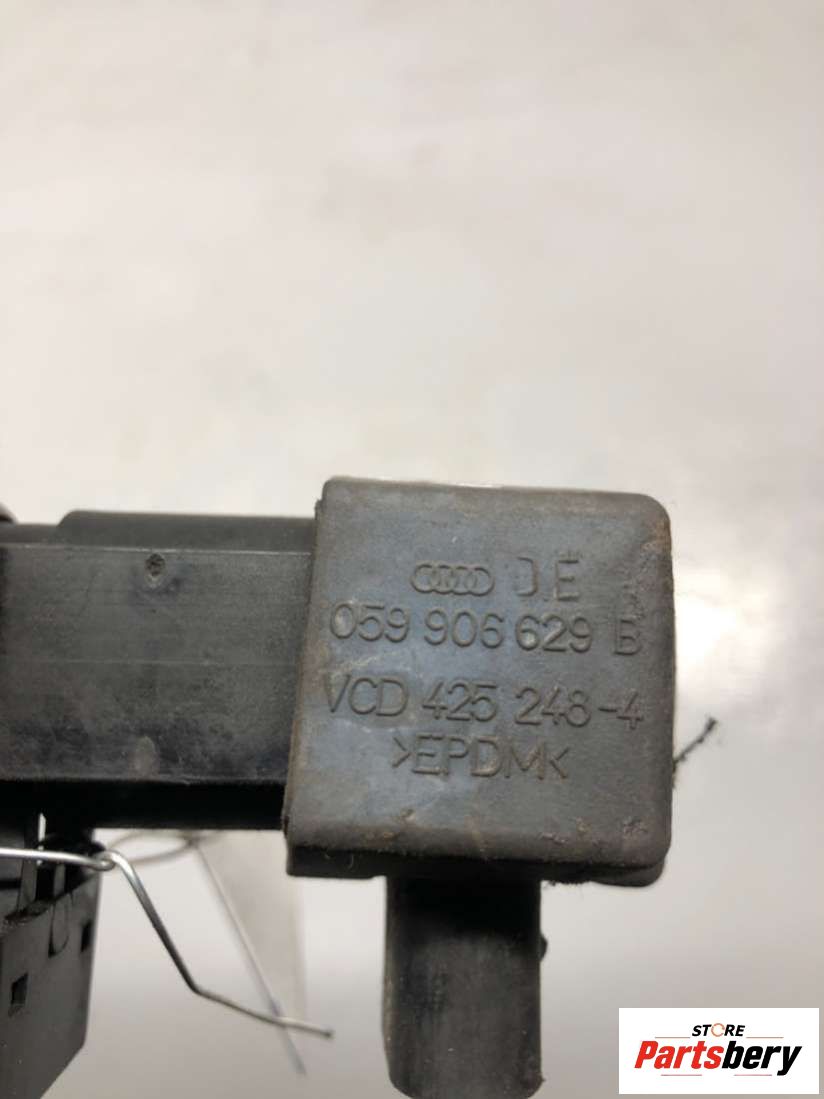 J.E
059 906 629 B
VCD 425 248-4
>EPDM<
STORE
Partsbery